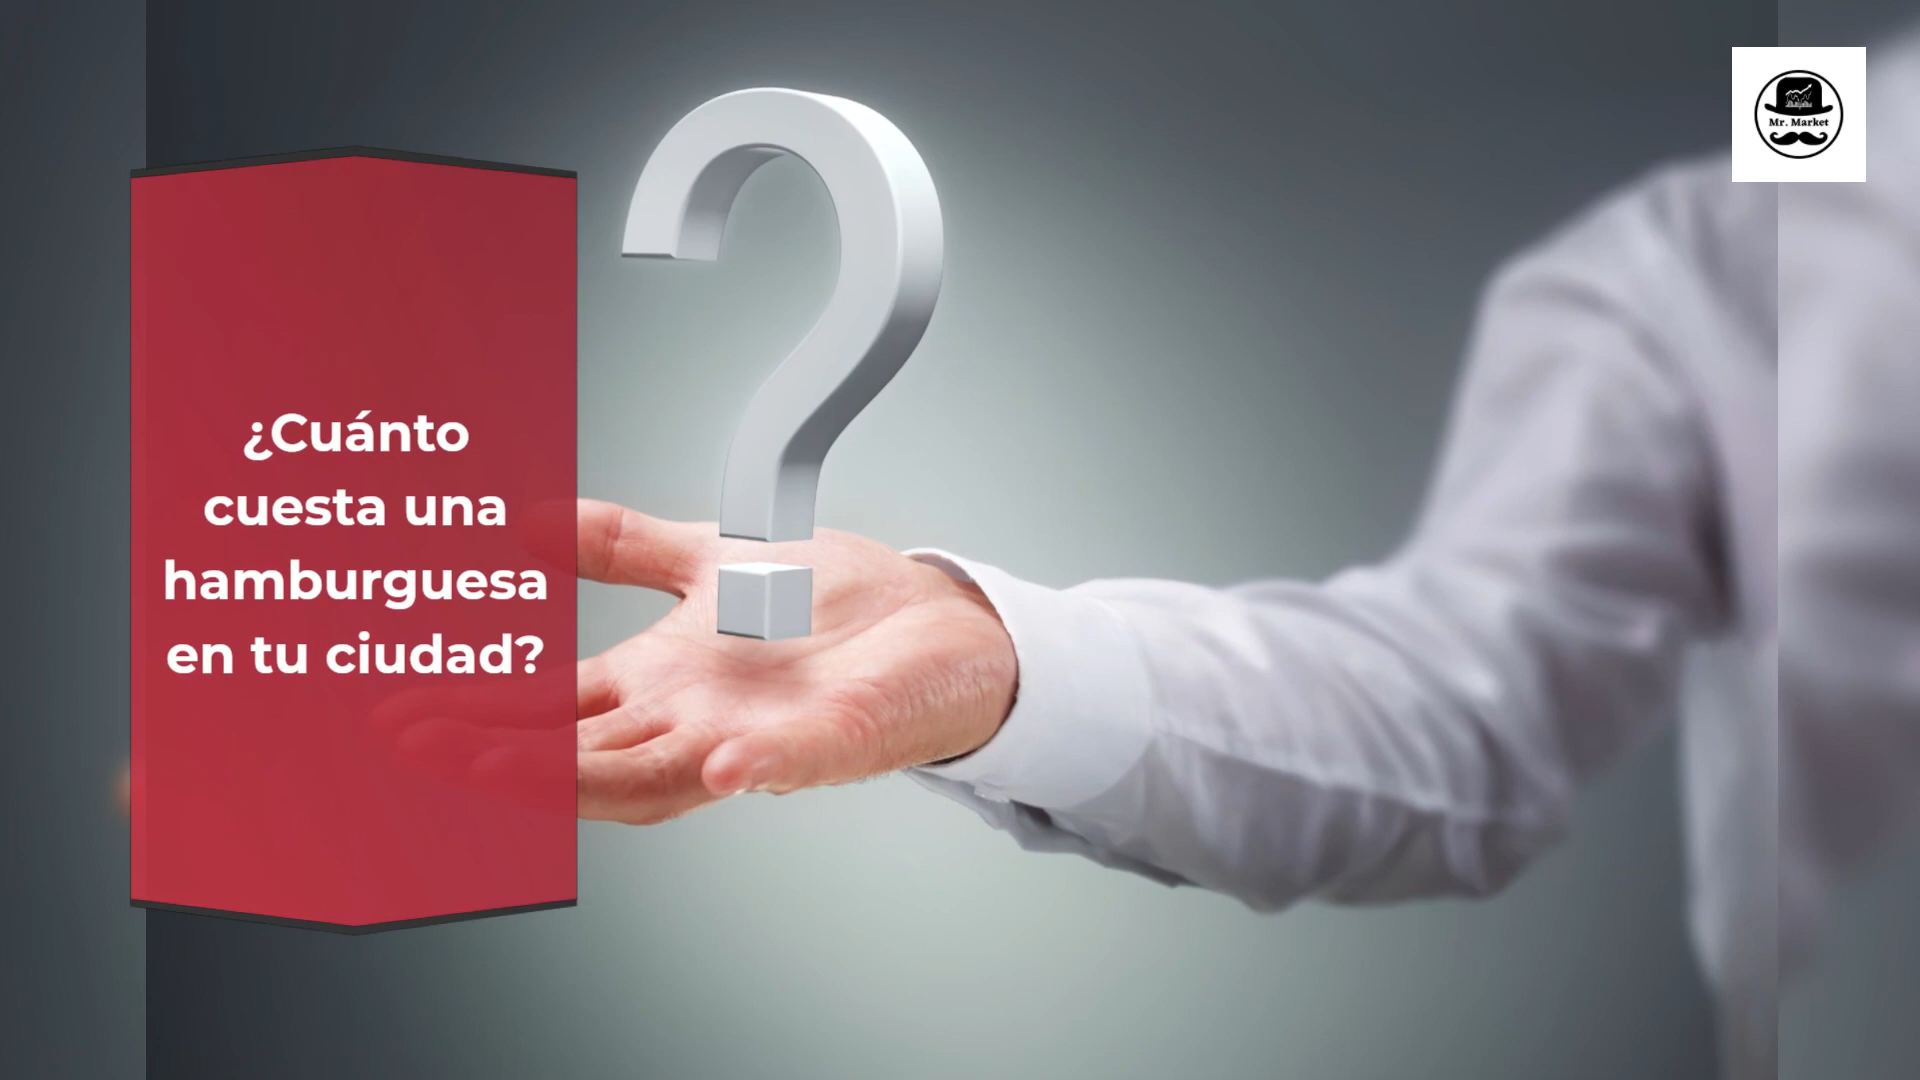 ¿Cuánto
cuesta una
hamburguesa
en tu ciudad?
Mr. Market